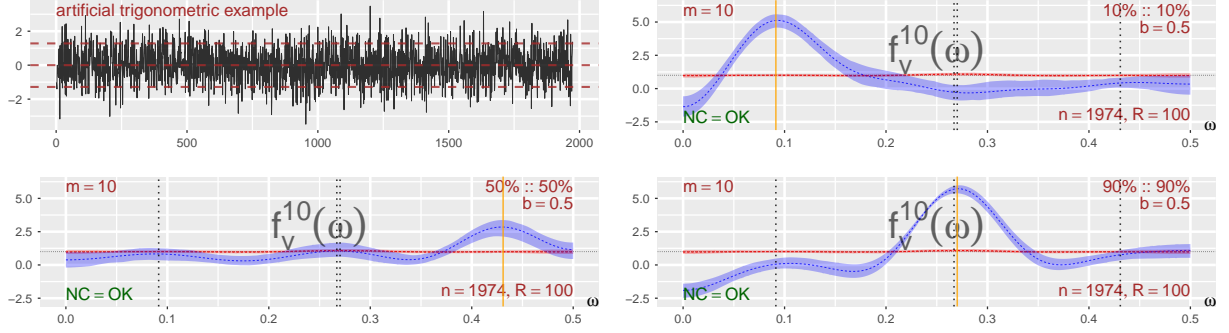 artificial trigonometric example
2
0
−2
0 500 1000 1500 2000
m = 10 10% :: 10%
b = 0.5
f_v^10(ω)
5.0
2.5
0.0
−2.5
NC = OK n = 1974, R = 100
0.0 0.1 0.2 0.3 0.4 0.5 ω
m = 10 50% :: 50%
b = 0.5
f_v^10(ω)
5.0
2.5
0.0
−2.5
NC = OK n = 1974, R = 100
0.0 0.1 0.2 0.3 0.4 0.5 ω
m = 10 90% :: 90%
b = 0.5
f_v^10(ω)
5.0
2.5
0.0
−2.5
NC = OK n = 1974, R = 100
0.0 0.1 0.2 0.3 0.4 0.5 ω